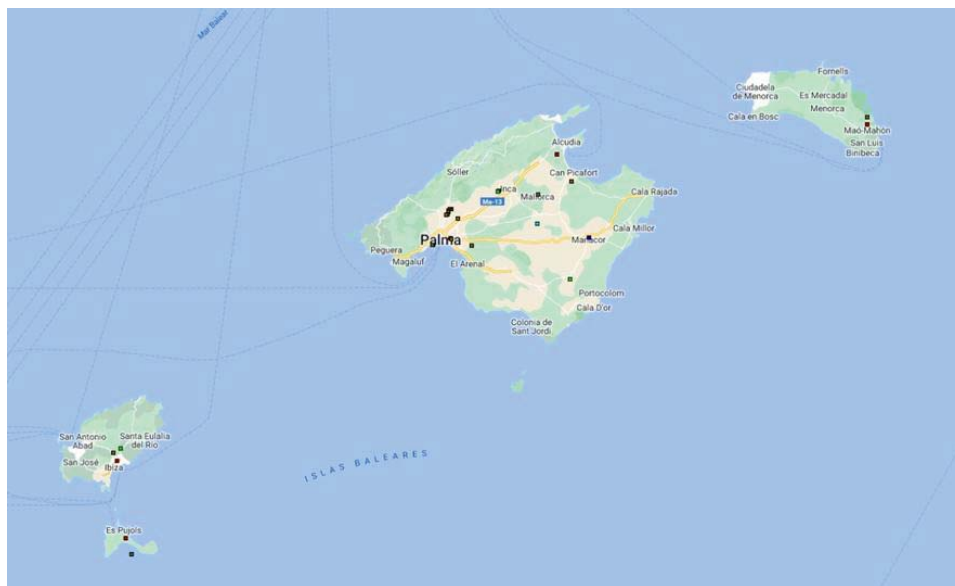 Mar Balear
Fornells
Ciudadela
de Menorca
Es Mercadal
Menorca
Cala en Bosc
Maó-Mahón
San Luis
Binibeca
Alcudia
Sóller
Can Picafort
Inca
Mallorca
Cala Rajada
Ma-13
Cala Millor
Palma
Manacor
Peguera
Magaluf
El Arenal
Portocolom
Cala D'or
Colonia de
Sant Jordi
San Antonio
Abad
Santa Eulalia
del Río
San José
Ibiza
ISLAS BALEARES
Es Pujols